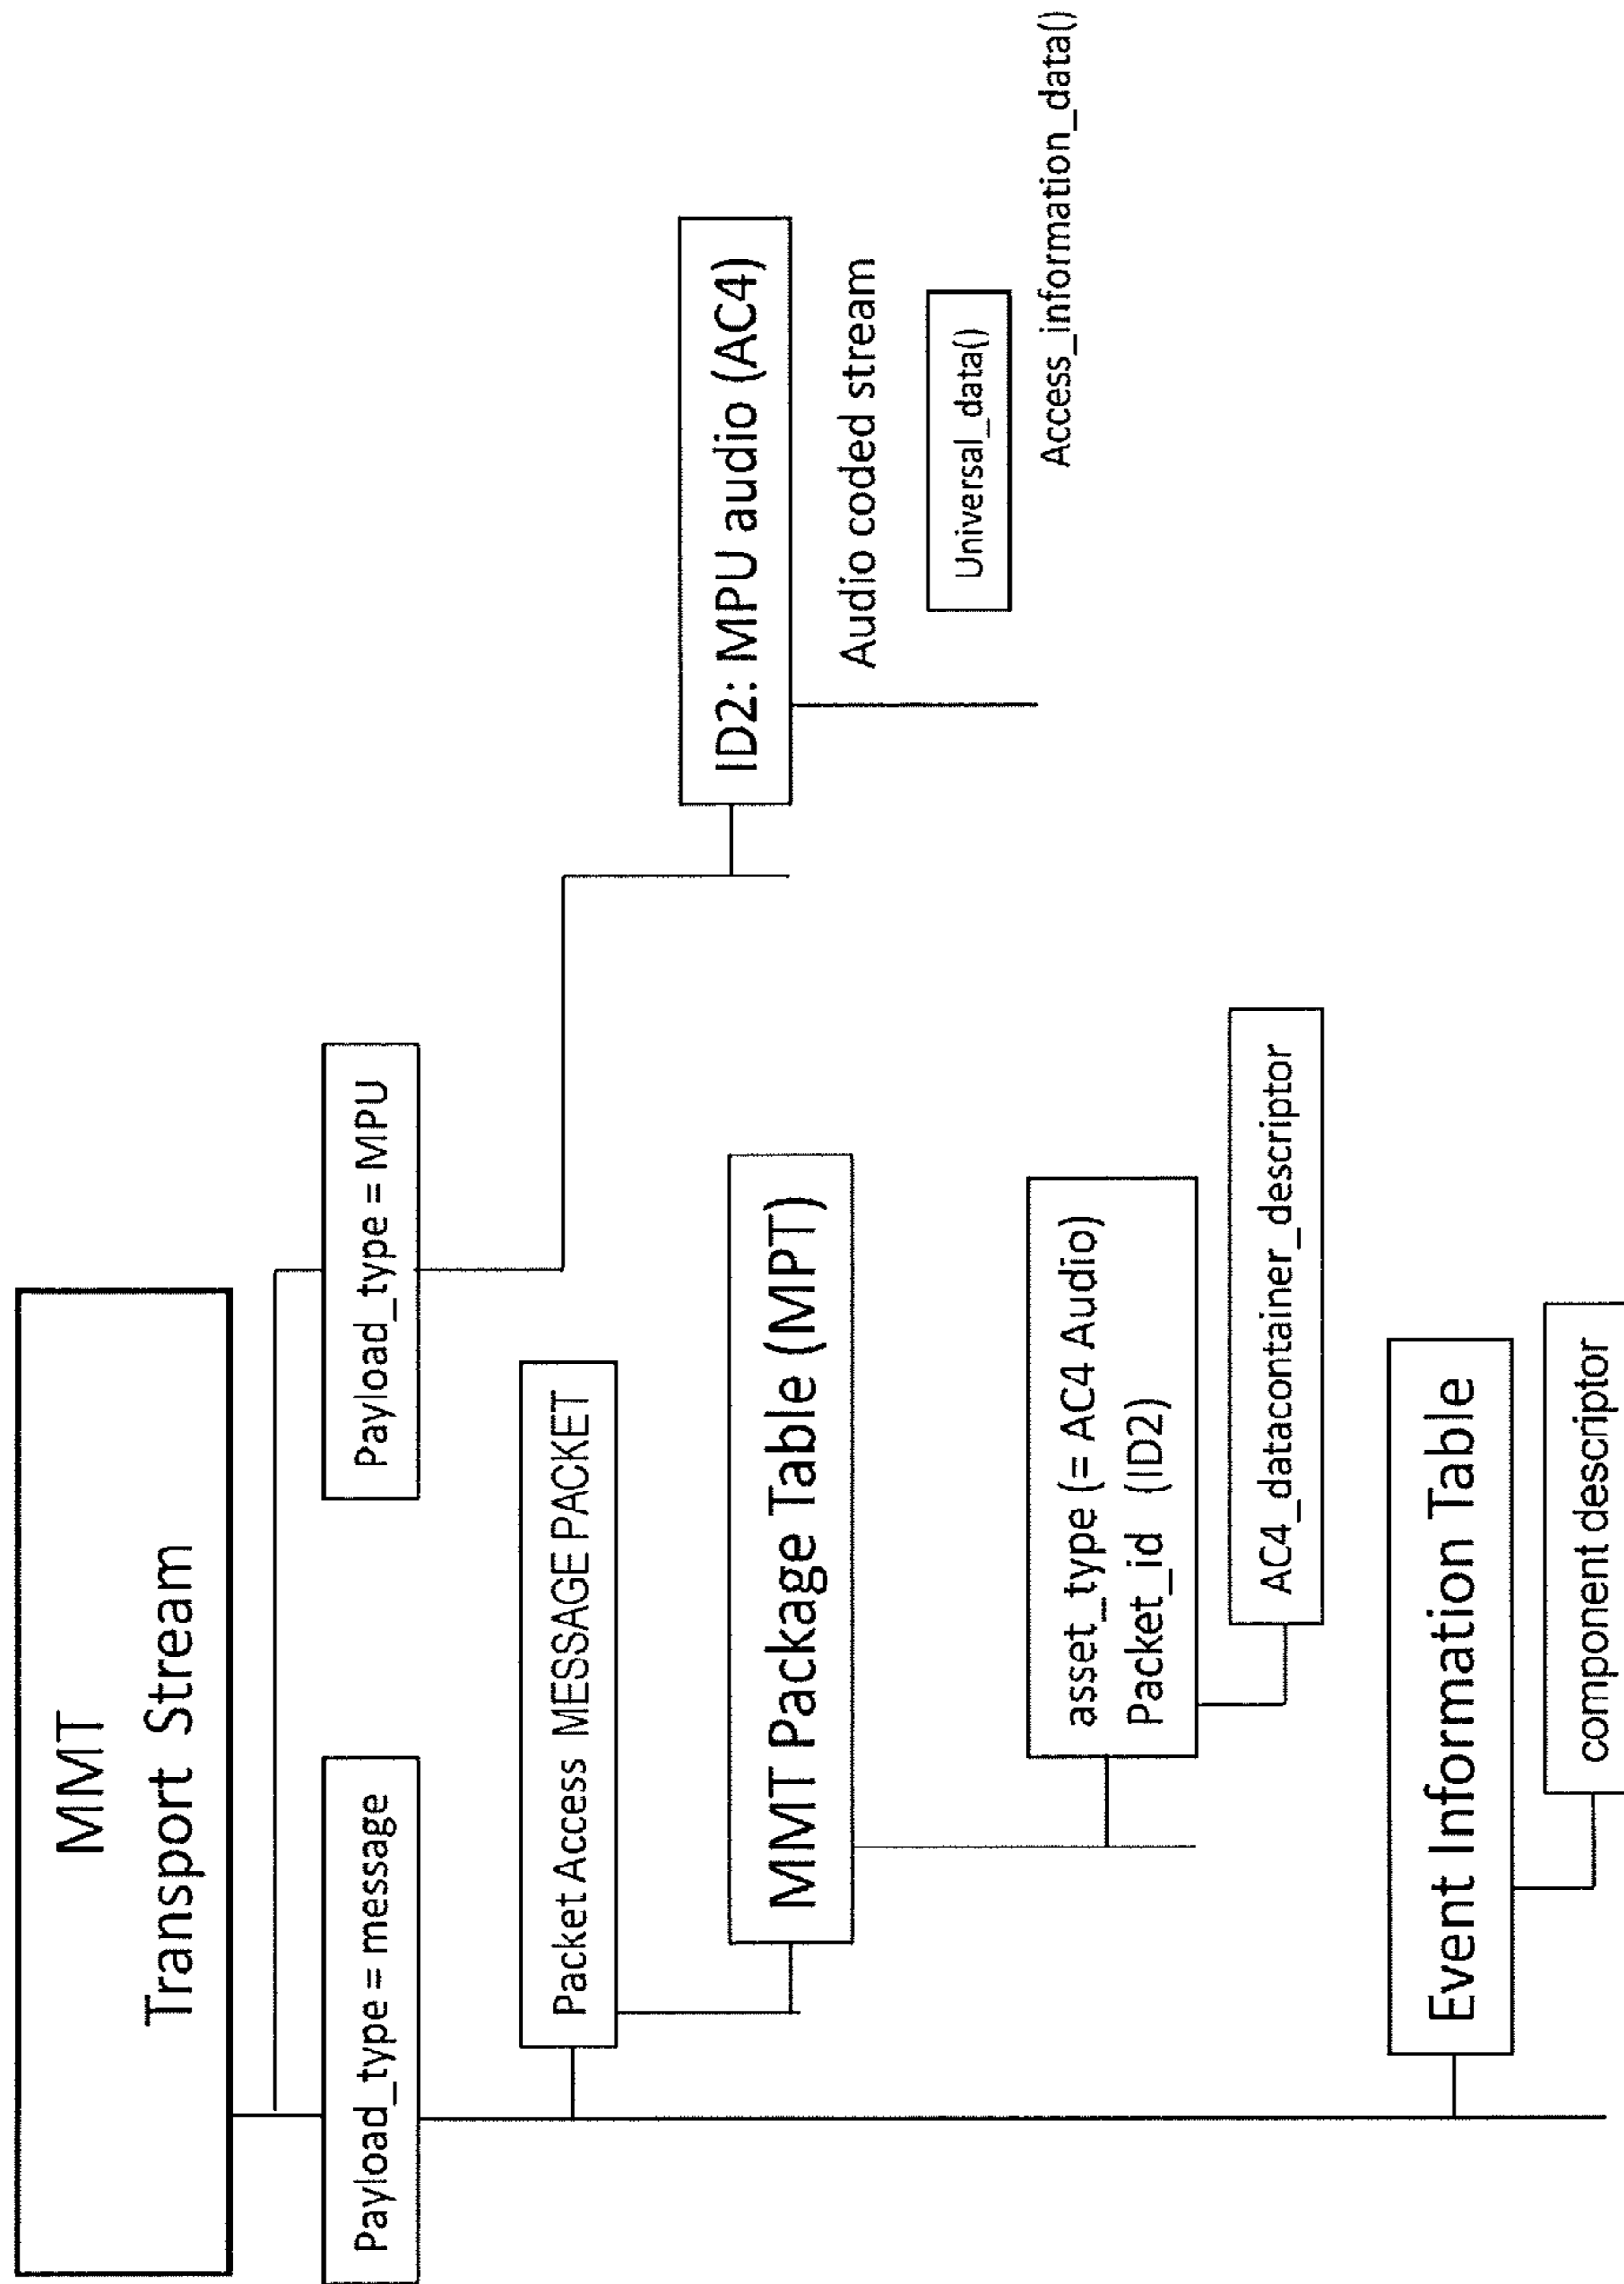 MMT
Transport Stream
Payload_type = message
Payload_type = MPU
Packet Access MESSAGE PACKET
MMT Package Table (MPT)
ID2: MPU audio (AC4)
Audio coded stream
Universal_data()
Access_information_data()
asset_type (= AC4 Audio)
Packet_id (ID2)
AC4_datacontainer_descriptor
Event Information Table
component descriptor